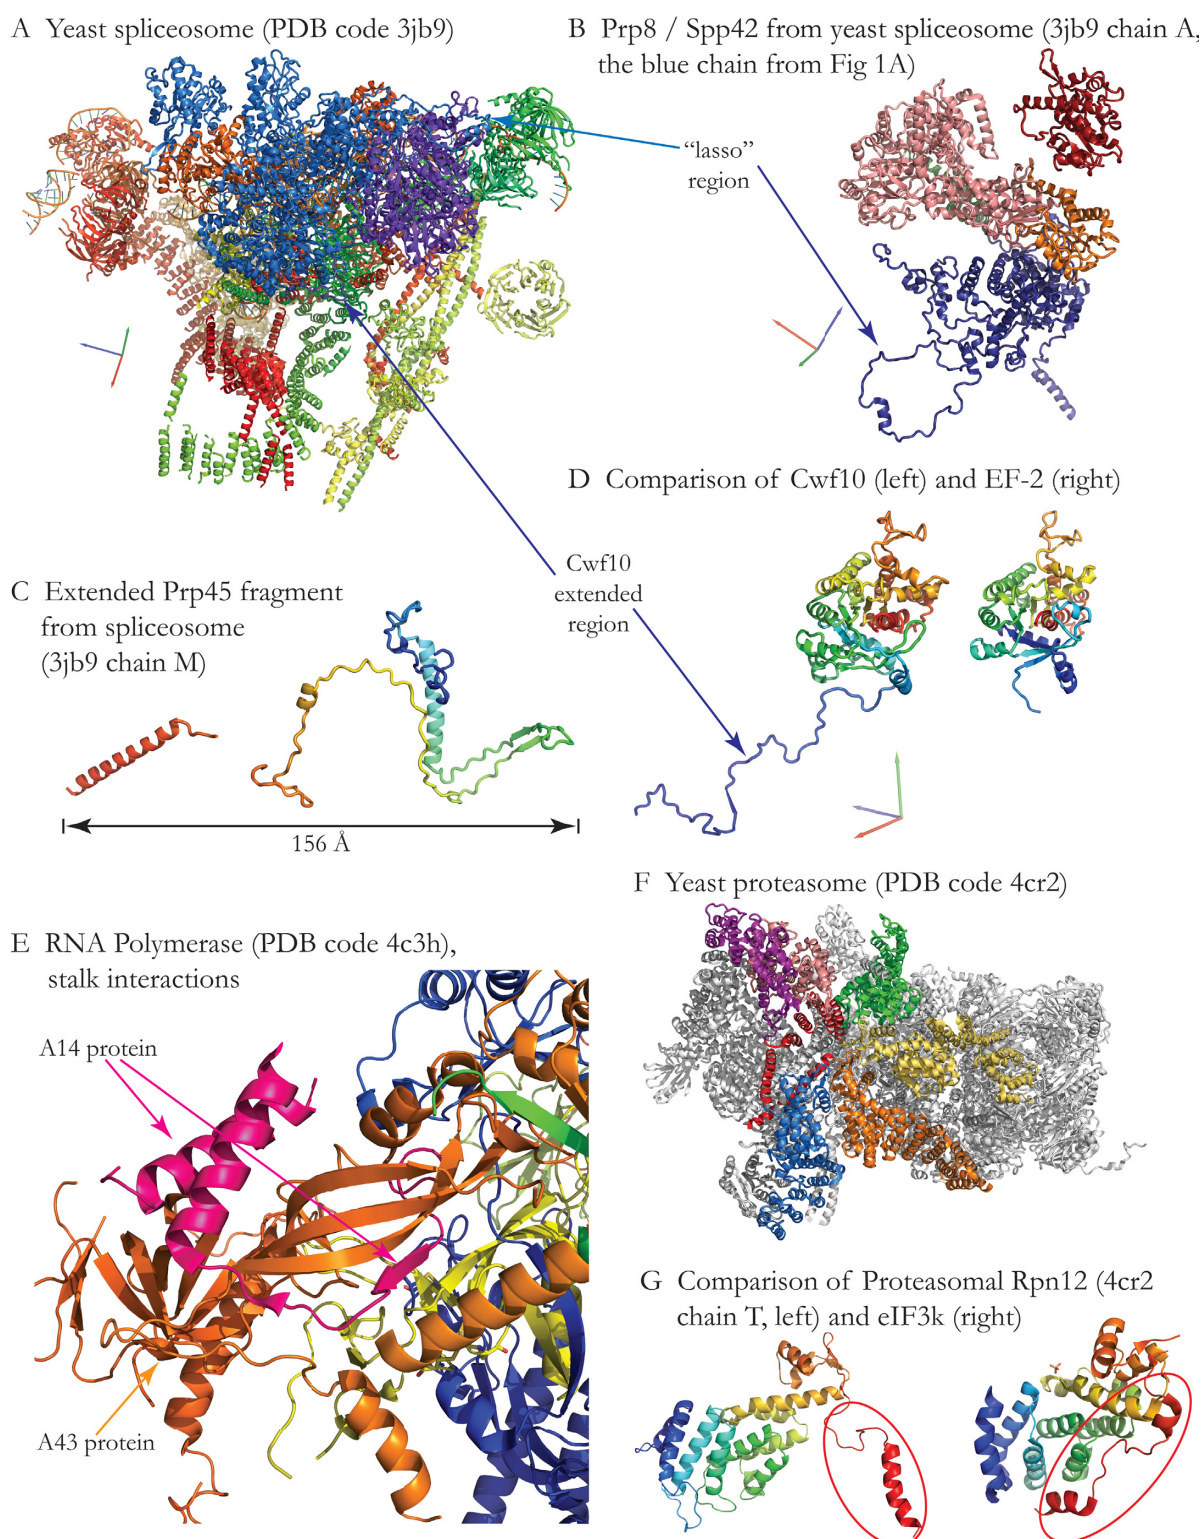 A Yeast spliceosome (PDB code 3jb9)
B Prp8 / Spp42 from yeast spliceosome (3jb9 chain A,
the blue chain from Fig 1A)
“lasso”
region
D Comparison of Cwf10 (left) and EF-2 (right)
C Extended Prp45 fragment
from spliceosome
(3jb9 chain M)
Cwf10
extended
region
156 Å
F Yeast proteasome (PDB code 4cr2)
E RNA Polymerase (PDB code 4c3h),
stalk interactions
A14 protein
A43 protein
G Comparison of Proteasomal Rpn12 (4cr2
chain T, left) and eIF3k (right)